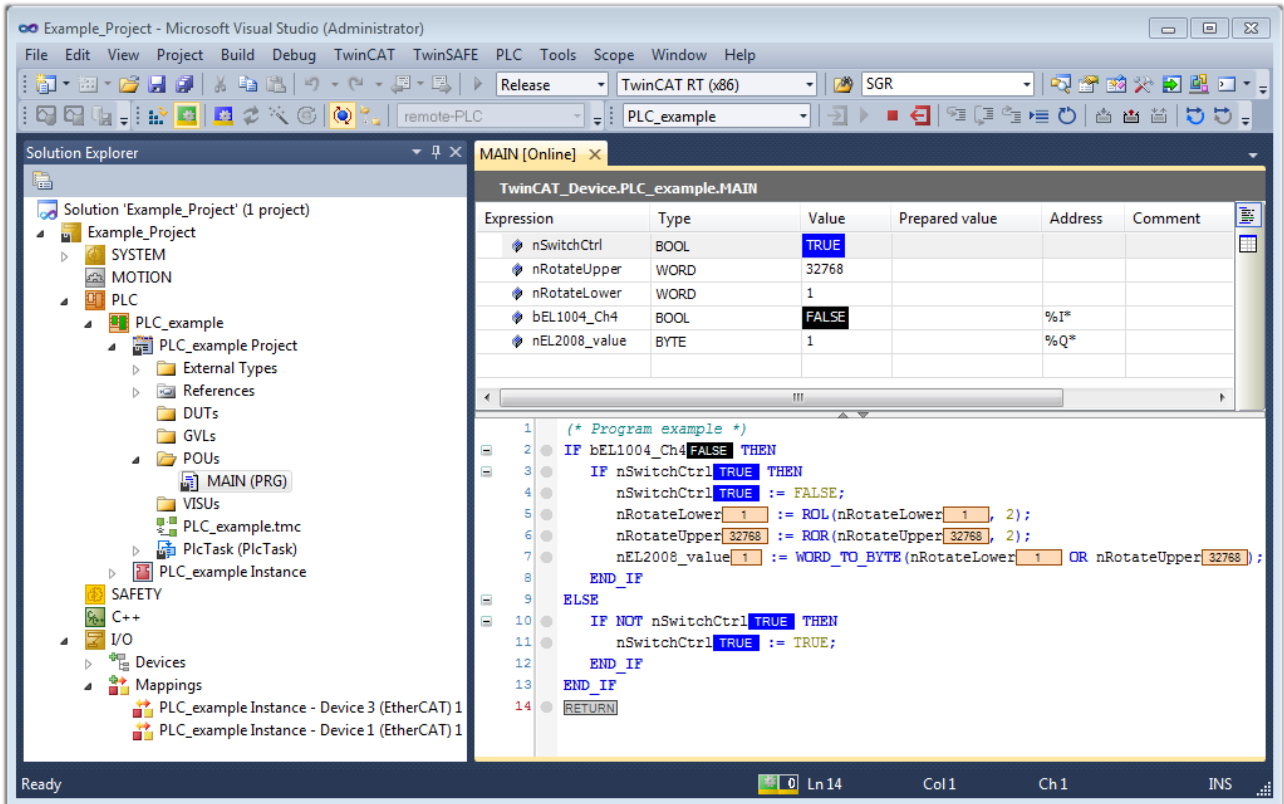 Example_Project - Microsoft Visual Studio (Administrator)
File Edit View Project Build Debug TwinCAT TwinSAFE PLC Tools Scope Window Help
Release TwinCAT RT (x86) SGR
remote-PLC PLC_example
Solution Explorer
Solution 'Example_Project' (1 project)
Example_Project
SYSTEM
MOTION
PLC
PLC_example
PLC_example Project
External Types
References
DUTs
GVLs
POUs
MAIN (PRG)
VISUs
PLC_example.tmc
PlcTask (PlcTask)
PLC_example Instance
SAFETY
C++
I/O
Devices
Mappings
PLC_example Instance - Device 3 (EtherCAT) 1
PLC_example Instance - Device 1 (EtherCAT) 1
MAIN [Online]
TwinCAT_Device.PLC_example.MAIN
Expression Type Value Prepared value Address Comment
nSwitchCtrl BOOL TRUE
nRotateUpper WORD 32768
nRotateLower WORD 1
bEL1004_Ch4 BOOL FALSE %I*
nEL2008_value BYTE 1 %Q*
1 (* Program example *)
2 IF bEL1004_Ch4 FALSE THEN
3 IF nSwitchCtrl TRUE THEN
4 nSwitchCtrl TRUE := FALSE;
5 nRotateLower 1 := ROL(nRotateLower 1 , 2);
6 nRotateUpper 32768 := ROR(nRotateUpper 32768 , 2);
7 nEL2008_value 1 := WORD_TO_BYTE(nRotateLower 1 OR nRotateUpper 32768 );
8 END_IF
9 ELSE
10 IF NOT nSwitchCtrl TRUE THEN
11 nSwitchCtrl TRUE := TRUE;
12 END_IF
13 END_IF
14 RETURN
Ready 0 Ln 14 Col 1 Ch 1 INS